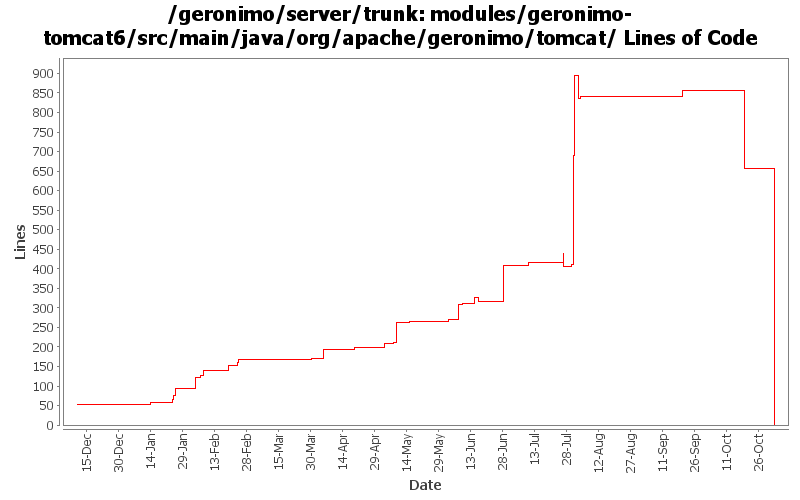 /geronimo/server/trunk: modules/geronimo-
tomcat6/src/main/java/org/apache/geronimo/tomcat/ Lines of Code
900
850
800
750
700
650
600
550
500
450
400
350
300
250
200
150
100
50
0
Lines
15-Dec
30-Dec
14-Jan
29-Jan
13-Feb
28-Feb
15-Mar
30-Mar
14-Apr
29-Apr
14-May
29-May
13-Jun
28-Jun
13-Jul
28-Jul
12-Aug
27-Aug
11-Sep
26-Sep
11-Oct
26-Oct
Date